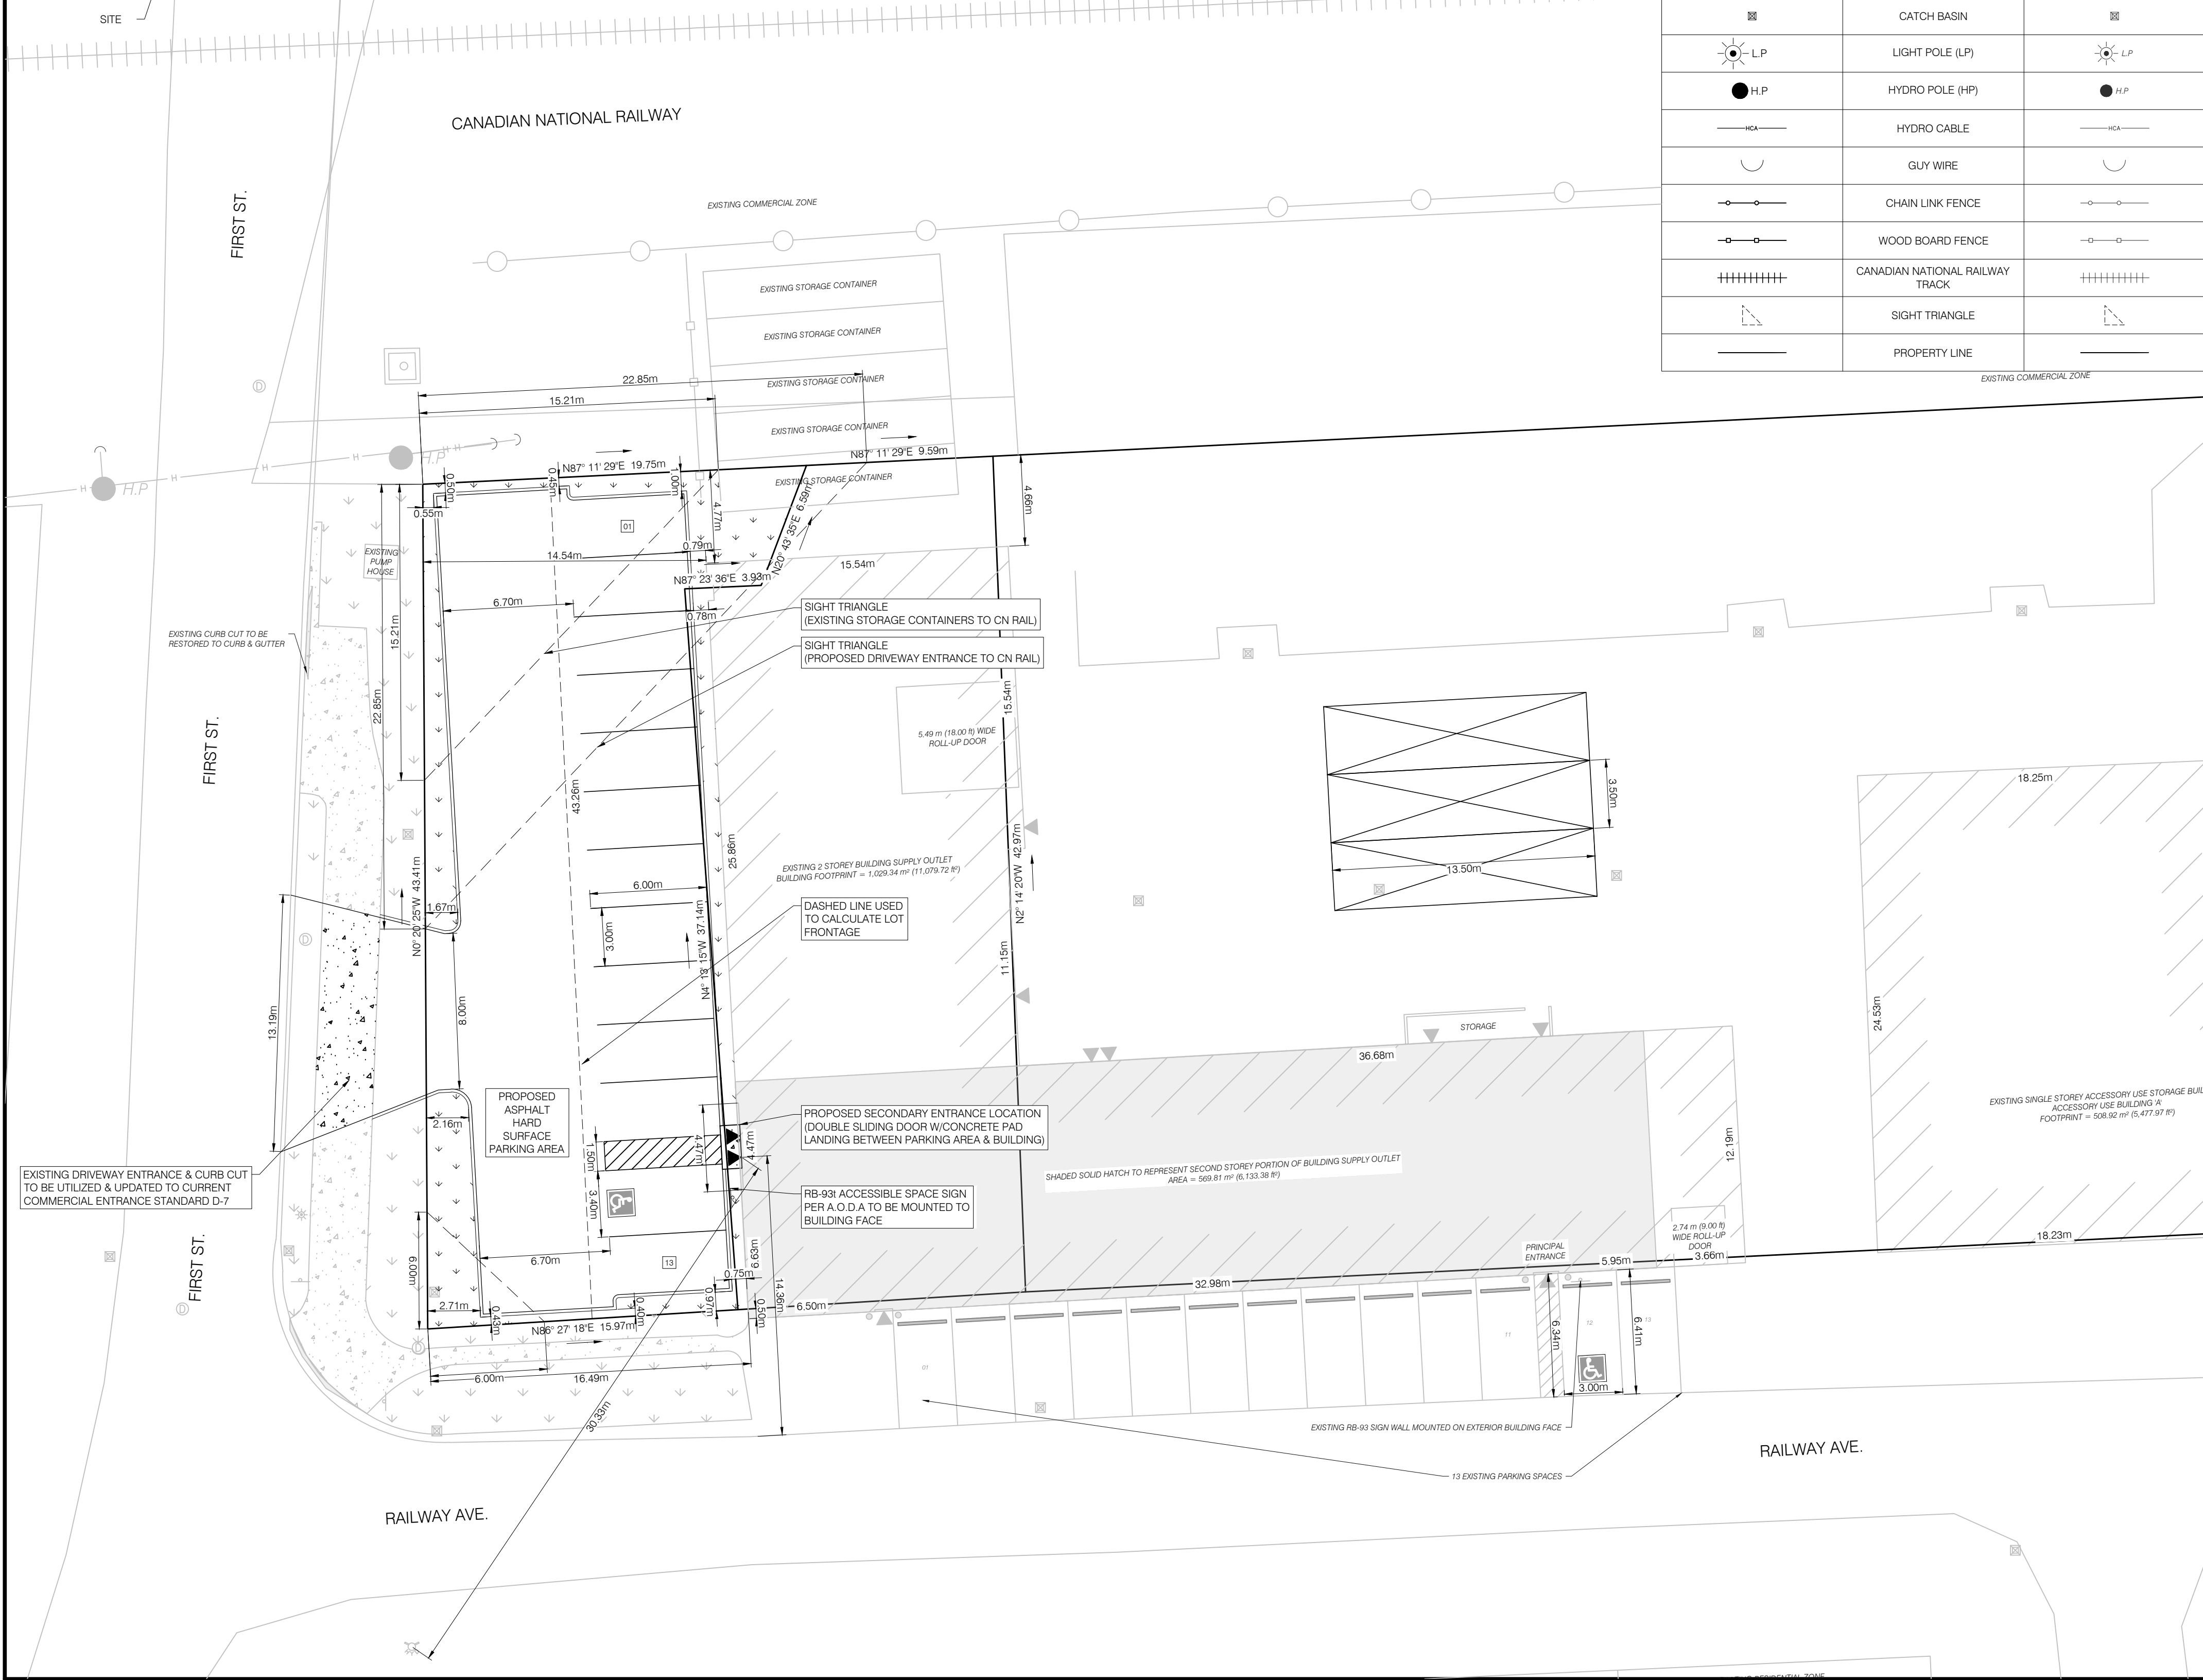 SITE
CATCH BASIN
L.P
LIGHT POLE (LP)
L.P
H.P
HYDRO POLE (HP)
H.P
HCA
HYDRO CABLE
HCA
GUY WIRE
CHAIN LINK FENCE
WOOD BOARD FENCE
CANADIAN NATIONAL RAILWAY
TRACK
SIGHT TRIANGLE
PROPERTY LINE
EXISTING COMMERCIAL ZONE
CANADIAN NATIONAL RAILWAY
FIRST ST.
EXISTING COMMERCIAL ZONE
EXISTING STORAGE CONTAINER
EXISTING STORAGE CONTAINER
EXISTING STORAGE CONTAINER
EXISTING STORAGE CONTAINER
EXISTING STORAGE CONTAINER
22.85m
15.21m
D
H.P
H
H
H
H
H
H.P
N87° 11' 29"E 19.75m
N87° 11' 29"E 9.59m
0.50m
0.45m
1.00m
0.55m
4.77m
4.66m
01
14.54m
0.79m
N20° 43' 35"E 6.59m
N87° 23' 36"E 3.93m
15.54m
EXISTING
PUMP
HOUSE
6.70m
0.78m
SIGHT TRIANGLE
(EXISTING STORAGE CONTAINERS TO CN RAIL)
SIGHT TRIANGLE
(PROPOSED DRIVEWAY ENTRANCE TO CN RAIL)
EXISTING CURB CUT TO BE
RESTORED TO CURB & GUTTER
15.21m
22.85m
FIRST ST.
5.49 m (18.00 ft) WIDE
ROLL-UP DOOR
15.54m
43.26m
25.86m
3.50m
13.50m
18.25m
EXISTING 2 STOREY BUILDING SUPPLY OUTLET
BUILDING FOOTPRINT = 1,029.34 m² (11,079.72 ft²)
N2° 14' 20"W 42.97m
N0° 20' 25"W 43.41m
6.00m
3.00m
1.67m
DASHED LINE USED
TO CALCULATE LOT
FRONTAGE
N4° 13' 15"W 37.14m
11.15m
D
13.19m
8.00m
STORAGE
36.68m
24.53m
PROPOSED
ASPHALT
HARD
SURFACE
PARKING AREA
2.16m
PROPOSED SECONDARY ENTRANCE LOCATION
(DOUBLE SLIDING DOOR W/CONCRETE PAD
LANDING BETWEEN PARKING AREA & BUILDING)
1.50m
4.47m
4.47m
EXISTING SINGLE STOREY ACCESSORY USE STORAGE BUIL
ACCESSORY USE BUILDING 'A'
FOOTPRINT = 508.92 m² (5,477.97 ft²)
12.19m
SHADED SOLID HATCH TO REPRESENT SECOND STOREY PORTION OF BUILDING SUPPLY OUTLET
AREA = 569.81 m² (6,133.38 ft²)
EXISTING DRIVEWAY ENTRANCE & CURB CUT
TO BE UTILIZED & UPDATED TO CURRENT
COMMERCIAL ENTRANCE STANDARD D-7
3.40m
RB-93t ACCESSIBLE SPACE SIGN
PER A.O.D.A TO BE MOUNTED TO
BUILDING FACE
FIRST ST.
6.00m
6.70m
13
9.63m
0.75m
14.36m
2.74 m (9.00 ft)
WIDE ROLL-UP
DOOR
3.66m
PRINCIPAL
ENTRANCE
5.95m
18.23m
32.98m
6.50m
2.71m
0.43m
0.40m
0.97m
0.50m
N86° 27' 18"E 15.97m
D
D
6.00m
16.49m
30.33m
01
11
12
13
6.34m
6.41m
3.00m
EXISTING RB-93 SIGN WALL MOUNTED ON EXTERIOR BUILDING FACE
13 EXISTING PARKING SPACES
RAILWAY AVE.
RAILWAY AVE.